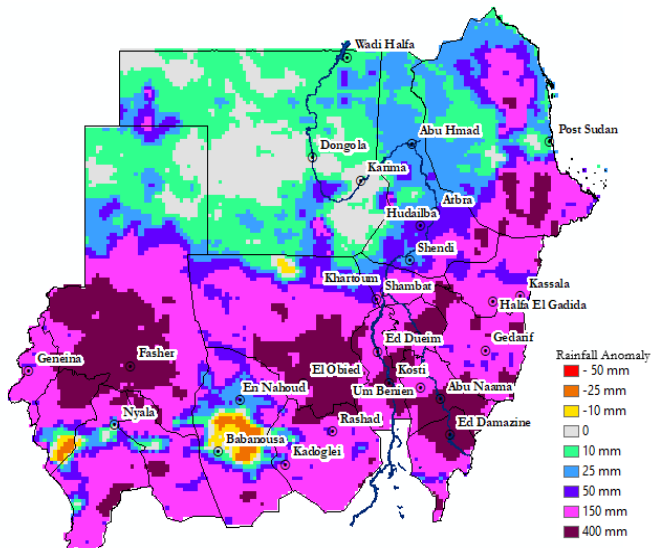 Wadi Halfa
Abu Hmad
Post Sudan
Dongola
Karima
Arbra
Hudailba
Shendi
Khartoum
Shambat
Kassala
Halfa El Gadida
Ed Dueim
Gedarif
Geneina
Fasher
El Obied
Kosti
En Nahoud
Um Benien
Abu Naama
Nyala
Rashad
Ed Damazine
Babanousa
Kadoglei
Rainfall Anomaly
- 50 mm
-25 mm
-10 mm
0
10 mm
25 mm
50 mm
150 mm
400 mm